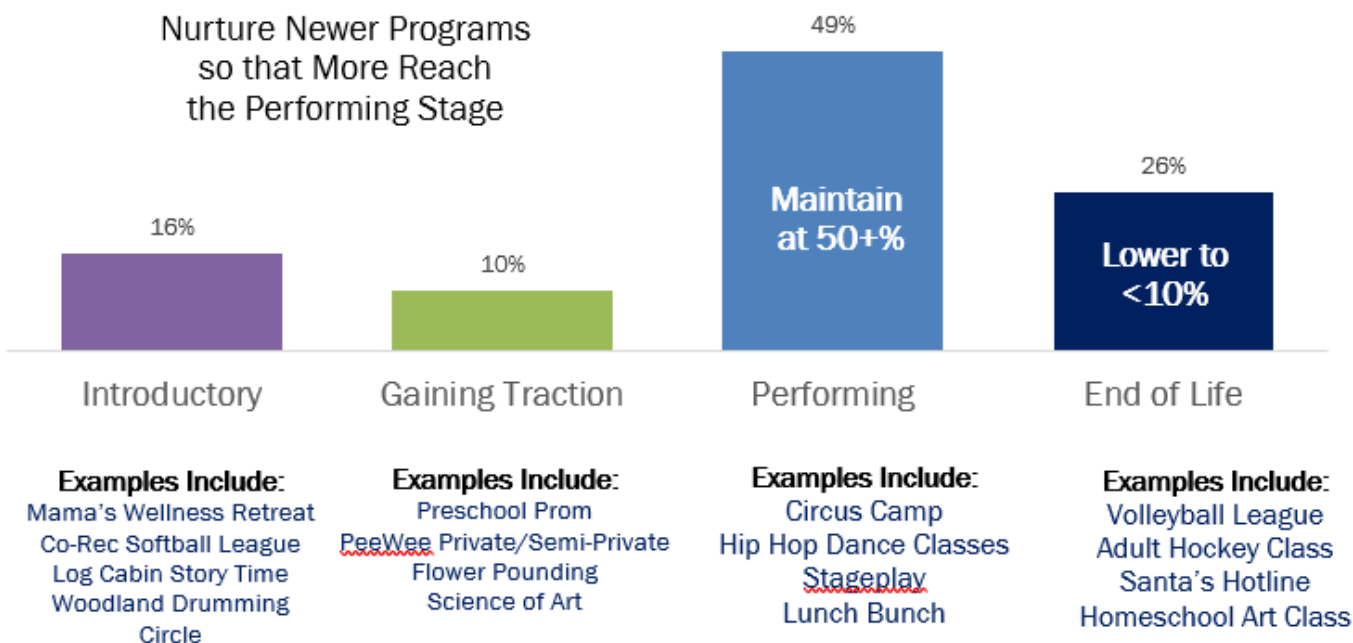 Nurture Newer Programs
so that More Reach
the Performing Stage
16%
10%
49%
Maintain
at 50+%
26%
Lower to
<10%
Introductory
Gaining Traction
Performing
End of Life
Examples Include:
Mama's Wellness Retreat
Co-Rec Softball League
Log Cabin Story Time
Woodland Drumming
Circle
Examples Include:
Preschool Prom
PeeWee Private/Semi-Private
Flower Pounding
Science of Art
Examples Include:
Circus Camp
Hip Hop Dance Classes
Stageplay
Lunch Bunch
Examples Include:
Volleyball League
Adult Hockey Class
Santa's Hotline
Homeschool Art Class